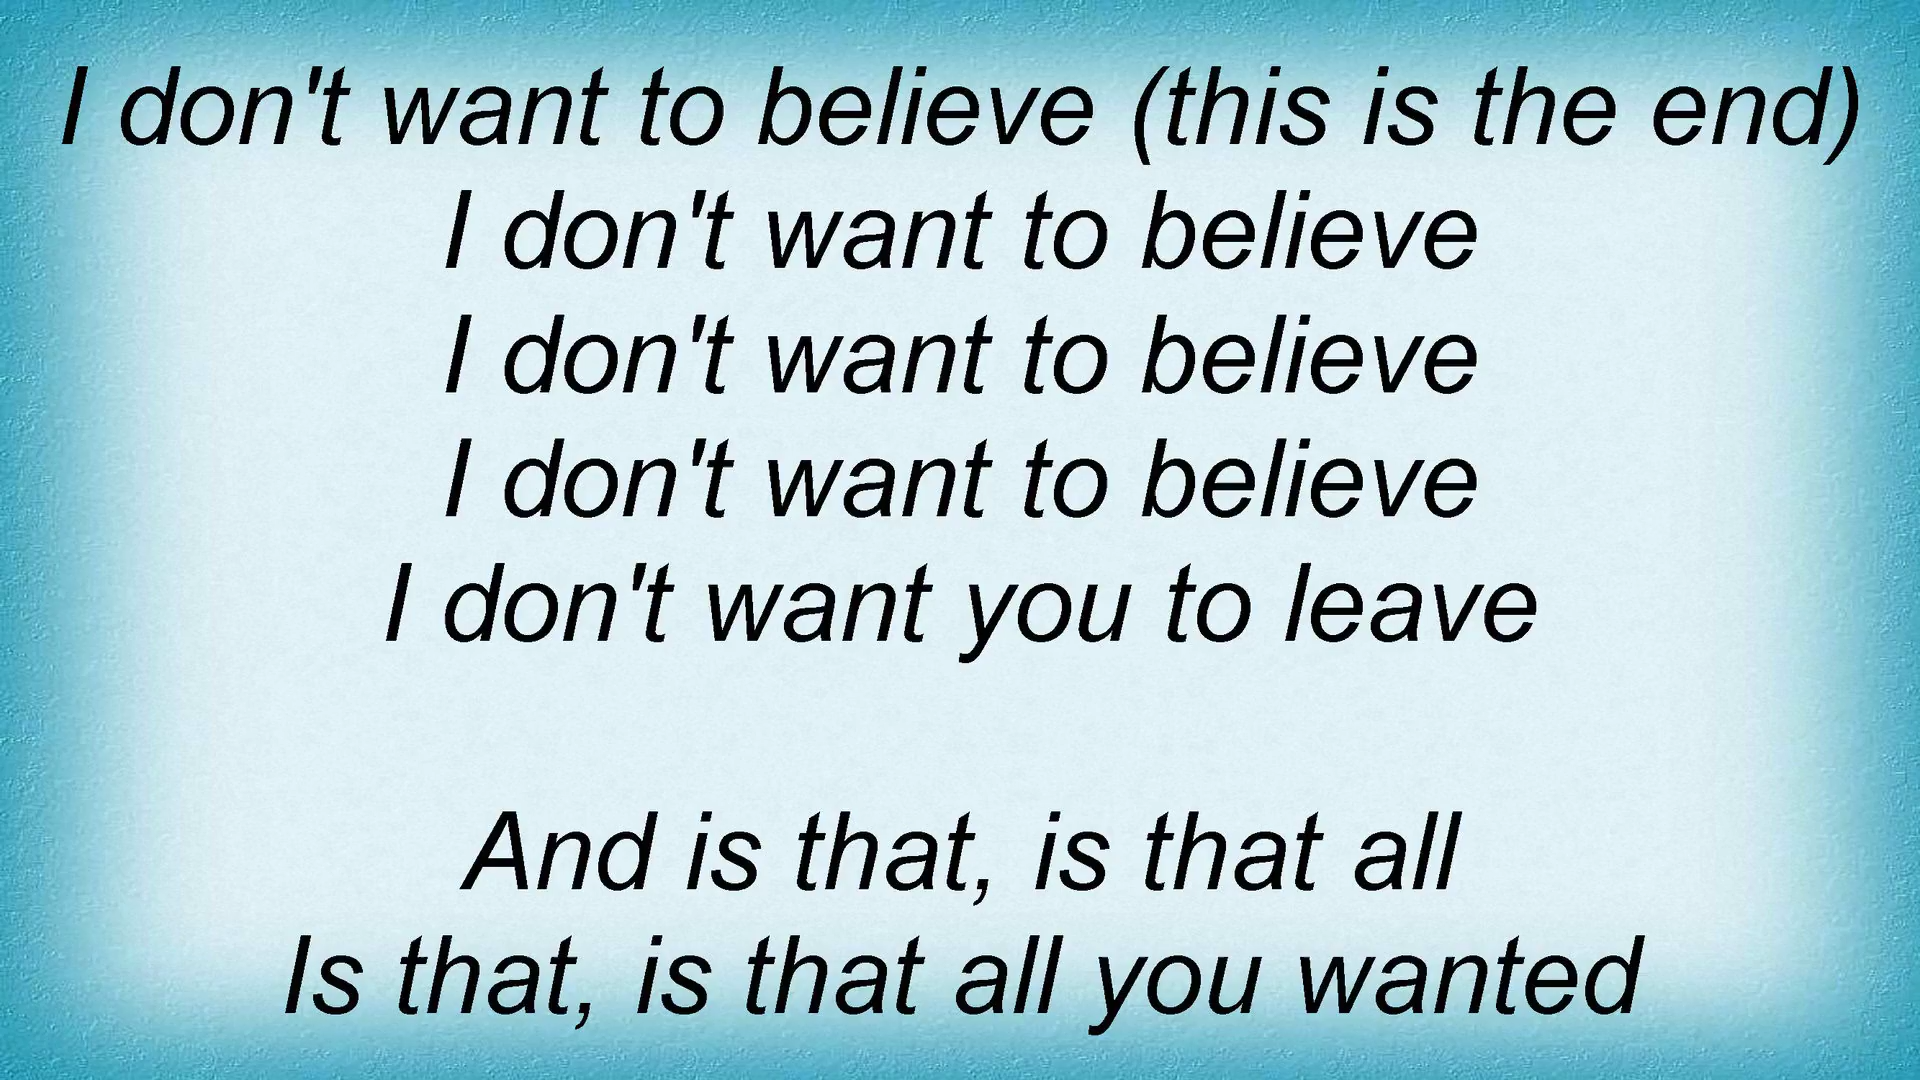 I don't want to believe (this is the end)
I don't want to believe
I don't want to believe
I don't want to believe
I don't want you to leave
And is that, is that all
Is that, is that all you wanted